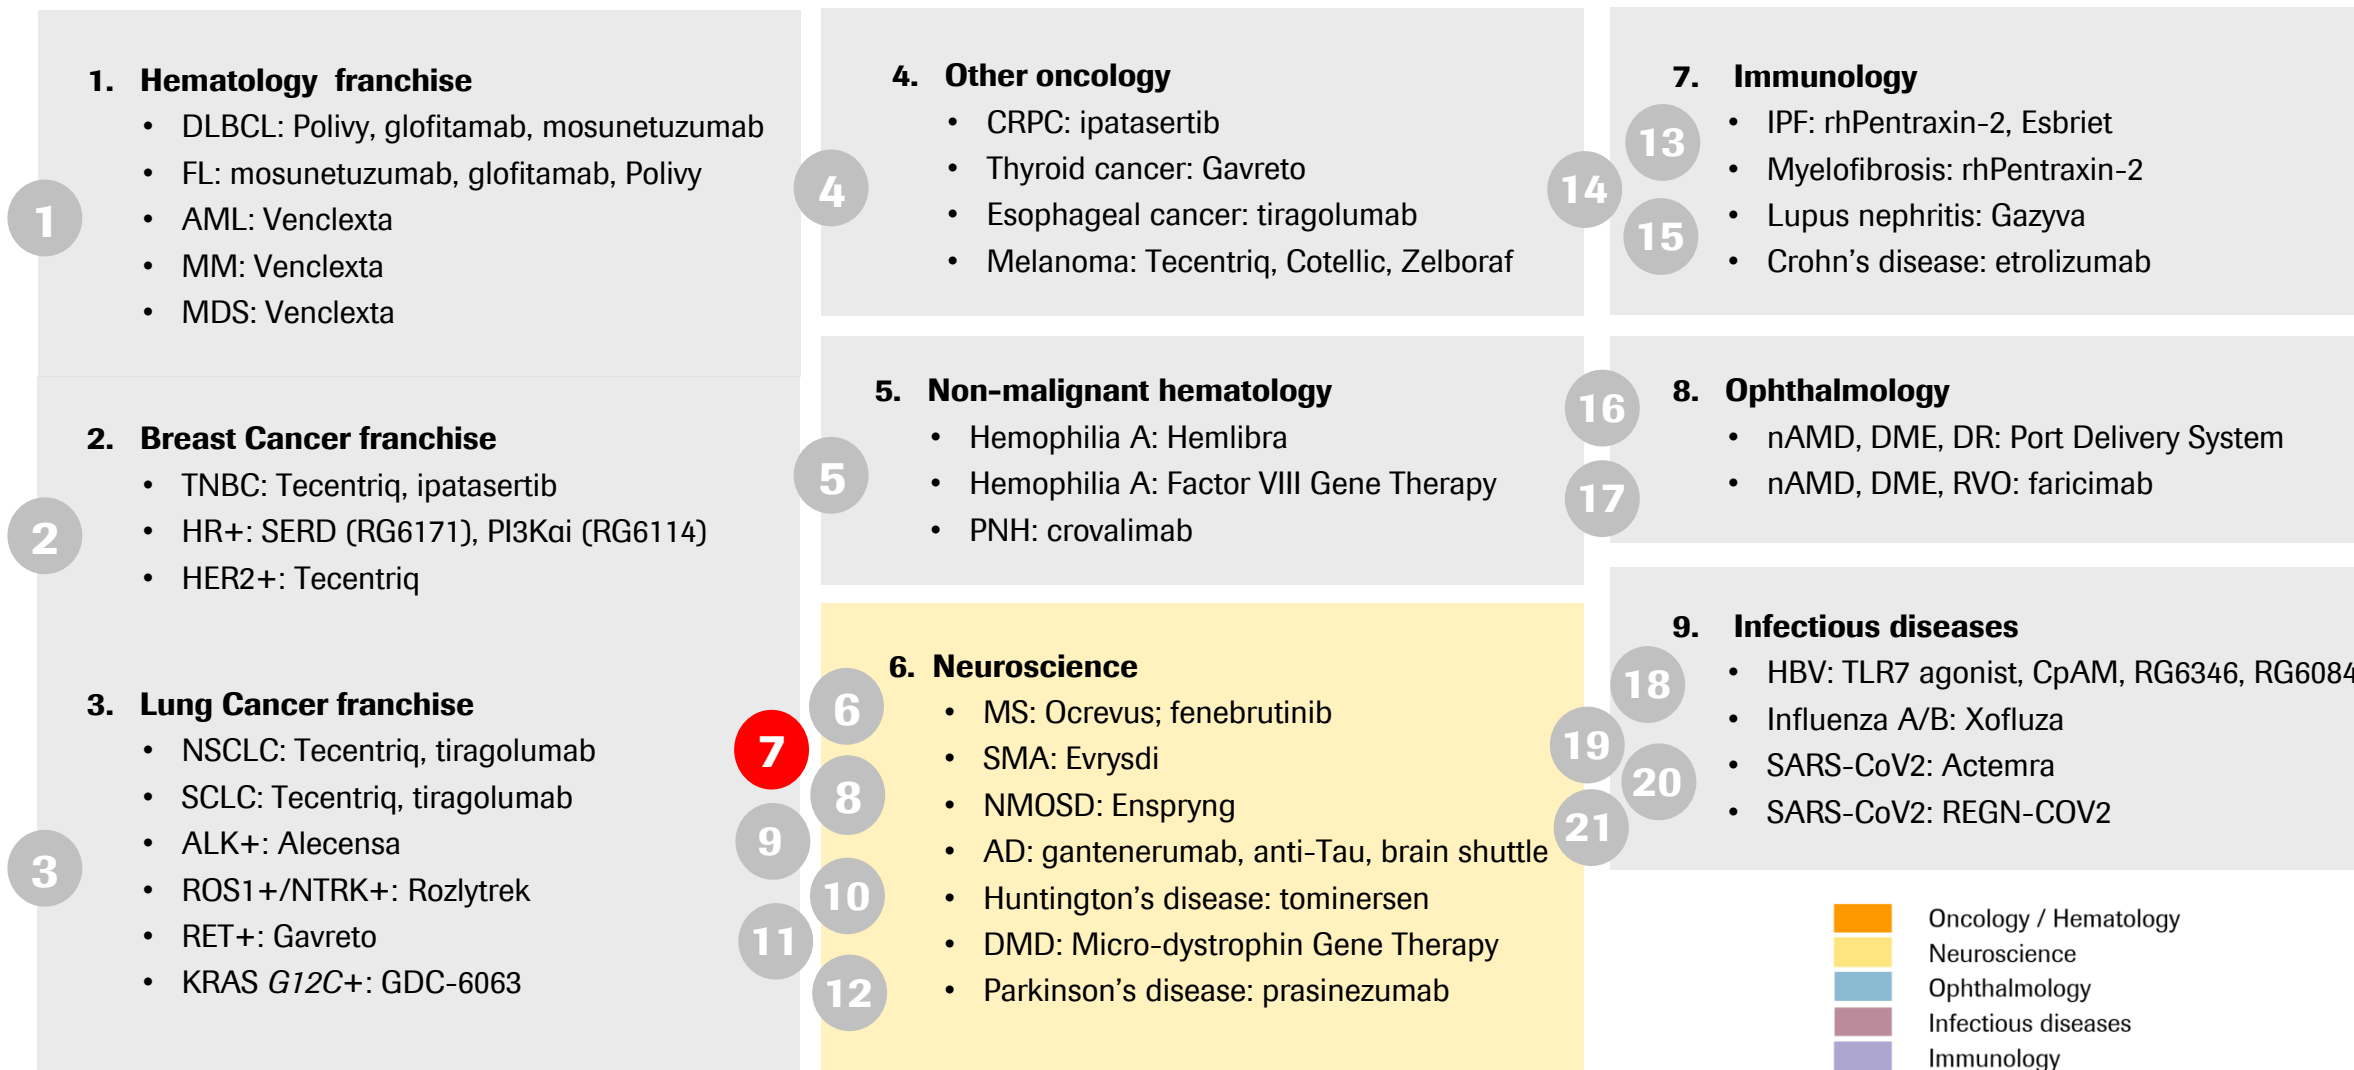 1. Hematology franchise
• DLBCL: Polivy, glofitamab, mosunetuzumab
• FL: mosunetuzumab, glofitamab, Polivy
• AML: Venclexta
• MM: Venclexta
• MDS: Venclexta
1
2. Breast Cancer franchise
• TNBC: Tecentriq, ipatasertib
• HR+: SERD (RG6171), PI3Kαi (RG6114)
• HER2+: Tecentriq
2
3. Lung Cancer franchise
• NSCLC: Tecentriq, tiragolumab
• SCLC: Tecentriq, tiragolumab
• ALK+: Alecensa
• ROS1+/NTRK+: Rozlytrek
• RET+: Gavreto
• KRAS G12C+: GDC-6063
3
4. Other oncology
• CRPC: ipatasertib
• Thyroid cancer: Gavreto
• Esophageal cancer: tiragolumab
• Melanoma: Tecentriq, Cotellic, Zelboraf
4
5. Non-malignant hematology
• Hemophilia A: Hemlibra
• Hemophilia A: Factor VIII Gene Therapy
• PNH: crovalimab
5
6. Neuroscience
• MS: Ocrevus; fenebrutinib
• SMA: Evrysdi
• NMOSD: Enspryng
• AD: gantenerumab, anti-Tau, brain shuttle
• Huntington's disease: tominersen
• DMD: Micro-dystrophin Gene Therapy
• Parkinson's disease: prasinezumab
6
7
8
9
10
11
12
7. Immunology
• IPF: rhPentraxin-2, Esbriet
• Myelofibrosis: rhPentraxin-2
• Lupus nephritis: Gazyva
• Crohn's disease: etrolizumab
13
14
15
8. Ophthalmology
• nAMD, DME, DR: Port Delivery System
• nAMD, DME, RVO: faricimab
16
17
9. Infectious diseases
• HBV: TLR7 agonist, CpAM, RG6346, RG6084
• Influenza A/B: Xofluza
• SARS-CoV2: Actemra
• SARS-CoV2: REGN-COV2
18
19
20
21
Oncology / Hematology
Neuroscience
Ophthalmology
Infectious diseases
Immunology